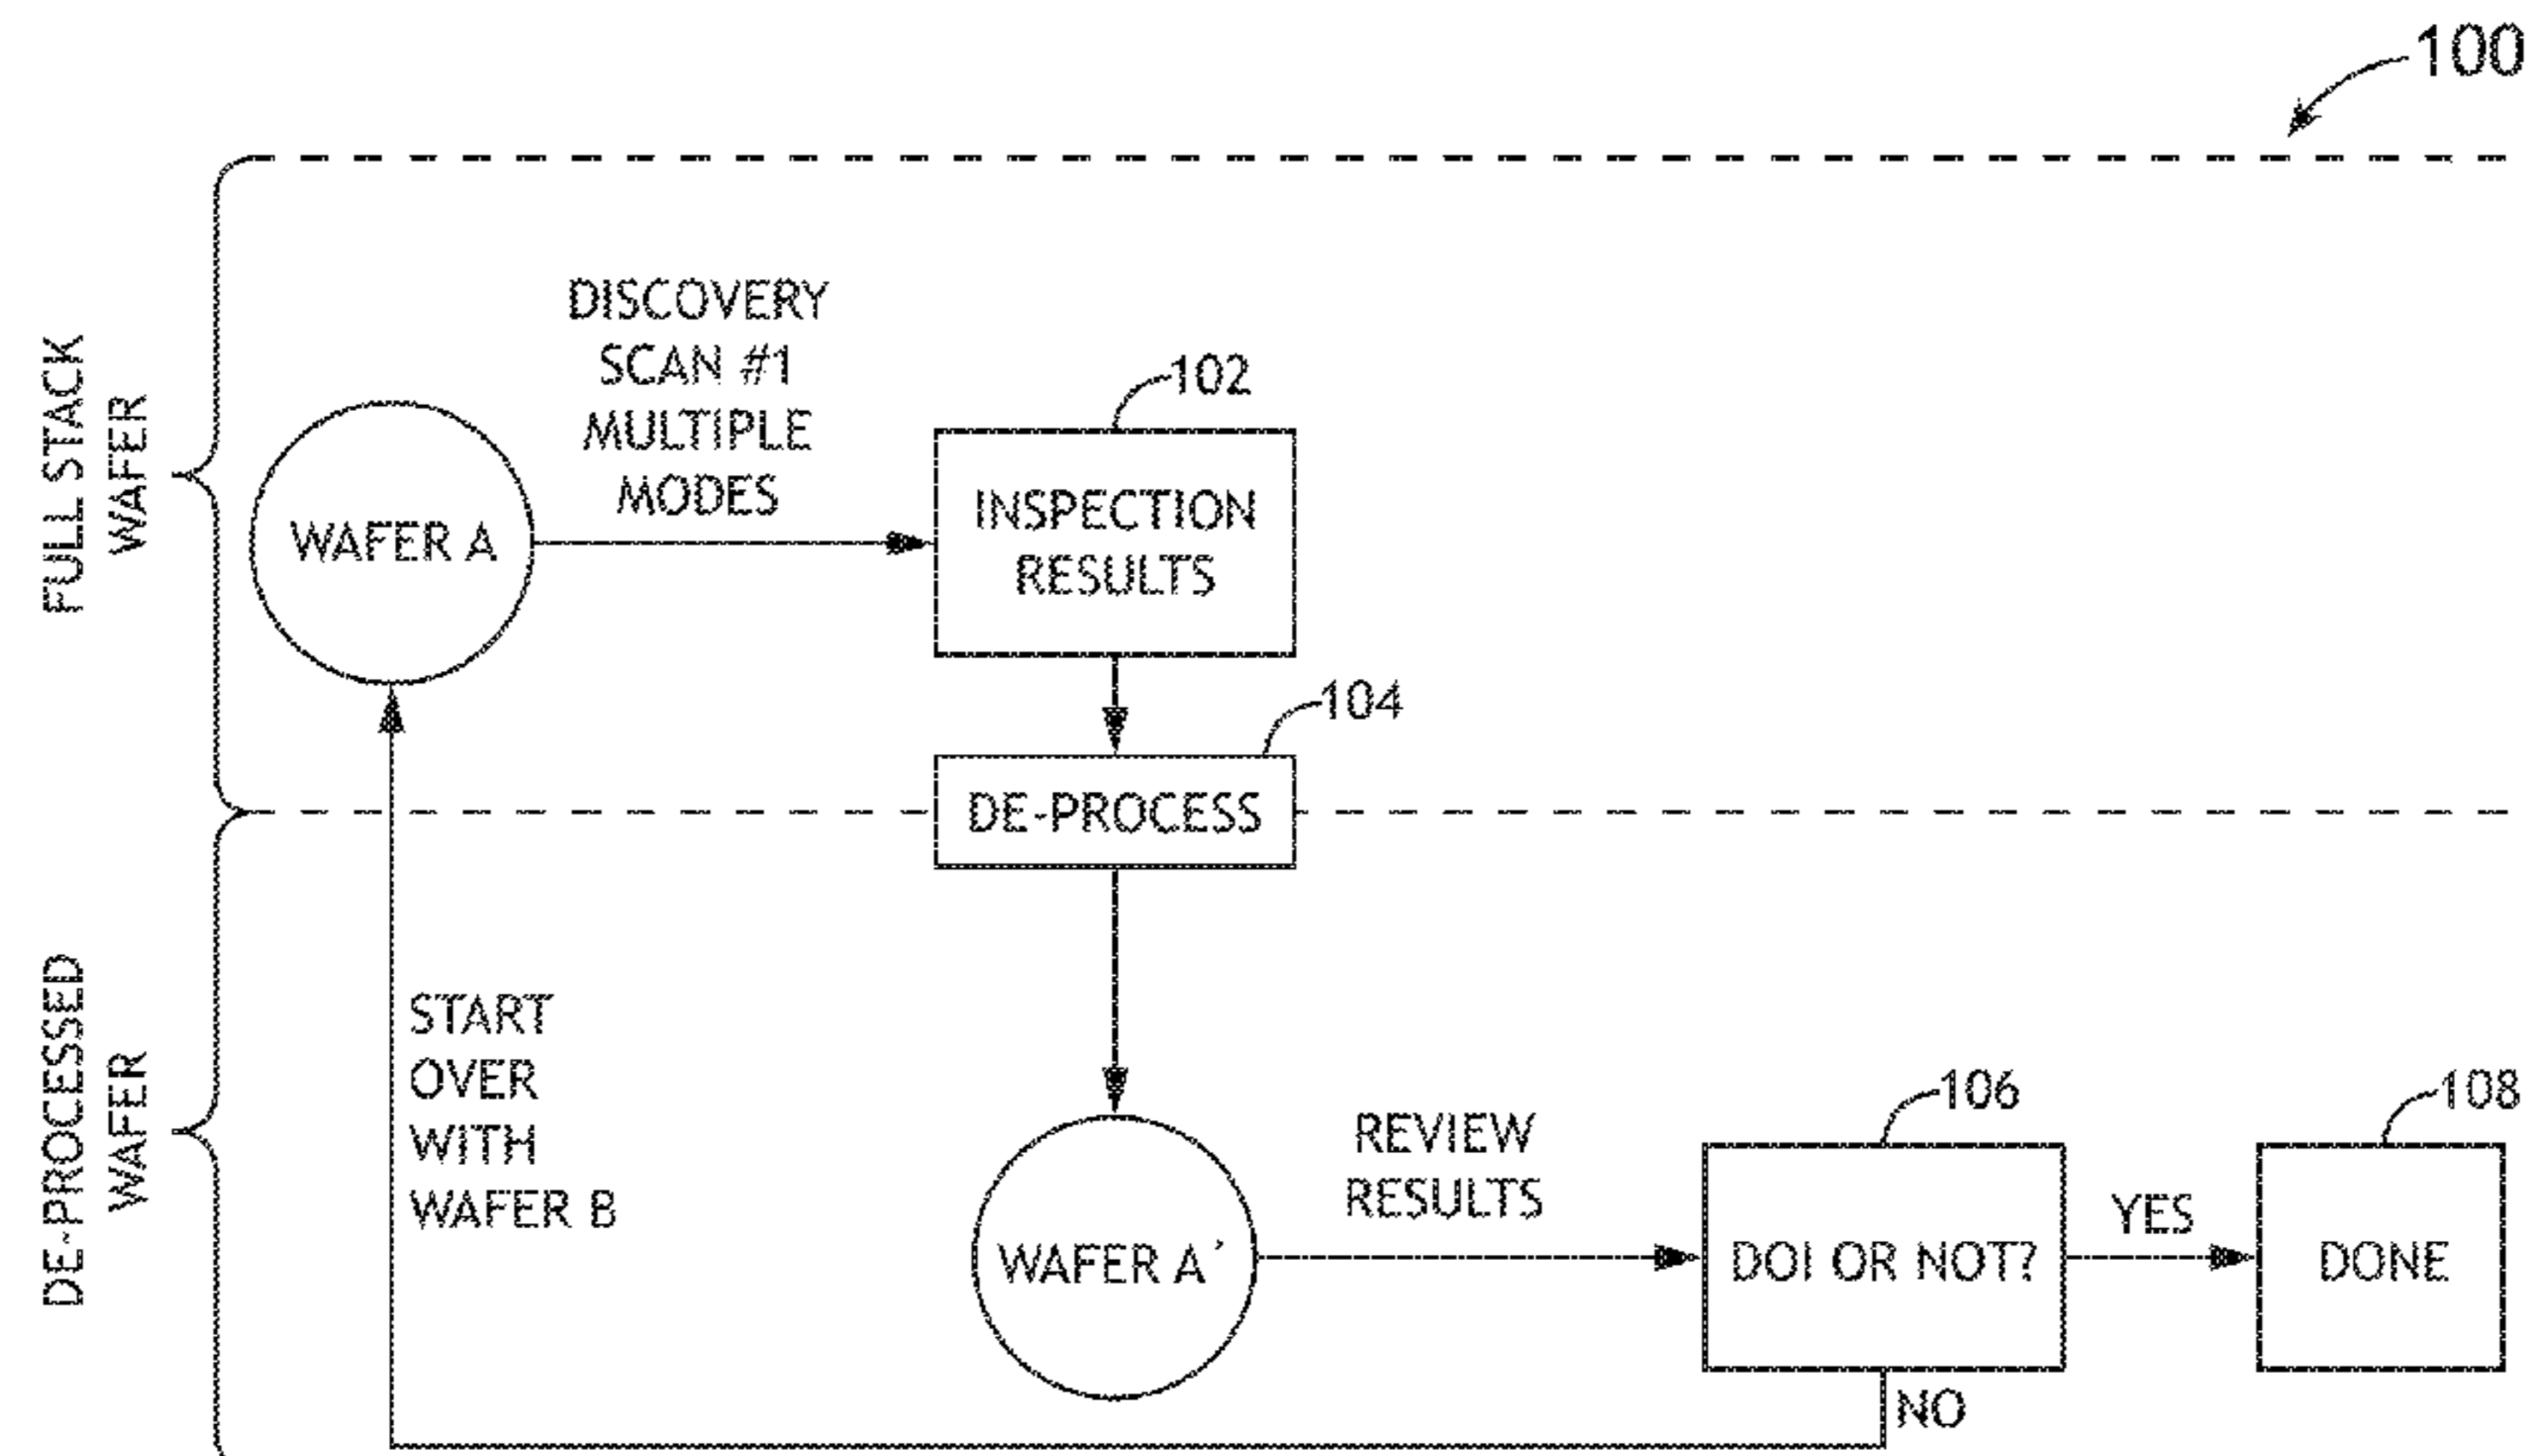 100
FULL STACK
WAFER
DISCOVERY
SCAN #1
MULTIPLE
MODES
102
WAFER A
INSPECTION
RESULTS
104
DE-PROCESS
DE-PROCESSED
WAFER
START
OVER
WITH
WAFER B
WAFER A´
REVIEW
RESULTS
106
DOI OR NOT?
YES
108
DONE
NO